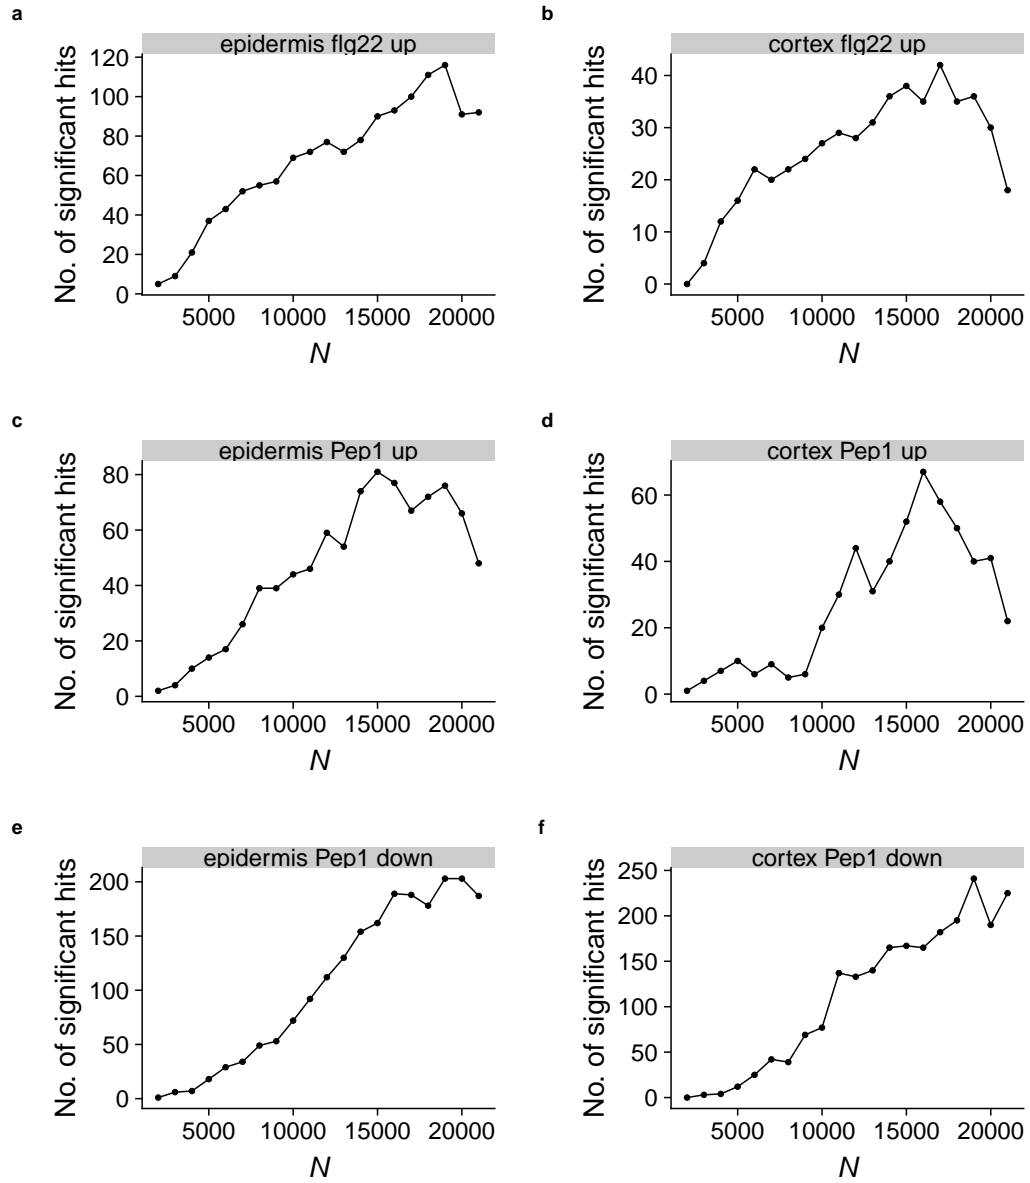 a
epidermis flg22 up
No. of significant hits
120
100
80
60
40
20
0
5000 10000 15000 20000
N
b
cortex flg22 up
No. of significant hits
40
30
20
10
0
5000 10000 15000 20000
N
c
epidermis Pep1 up
No. of significant hits
80
60
40
20
0
5000 10000 15000 20000
N
d
cortex Pep1 up
No. of significant hits
60
40
20
0
5000 10000 15000 20000
N
e
epidermis Pep1 down
No. of significant hits
200
150
100
50
0
5000 10000 15000 20000
N
f
cortex Pep1 down
No. of significant hits
250
200
150
100
50
0
5000 10000 15000 20000
N